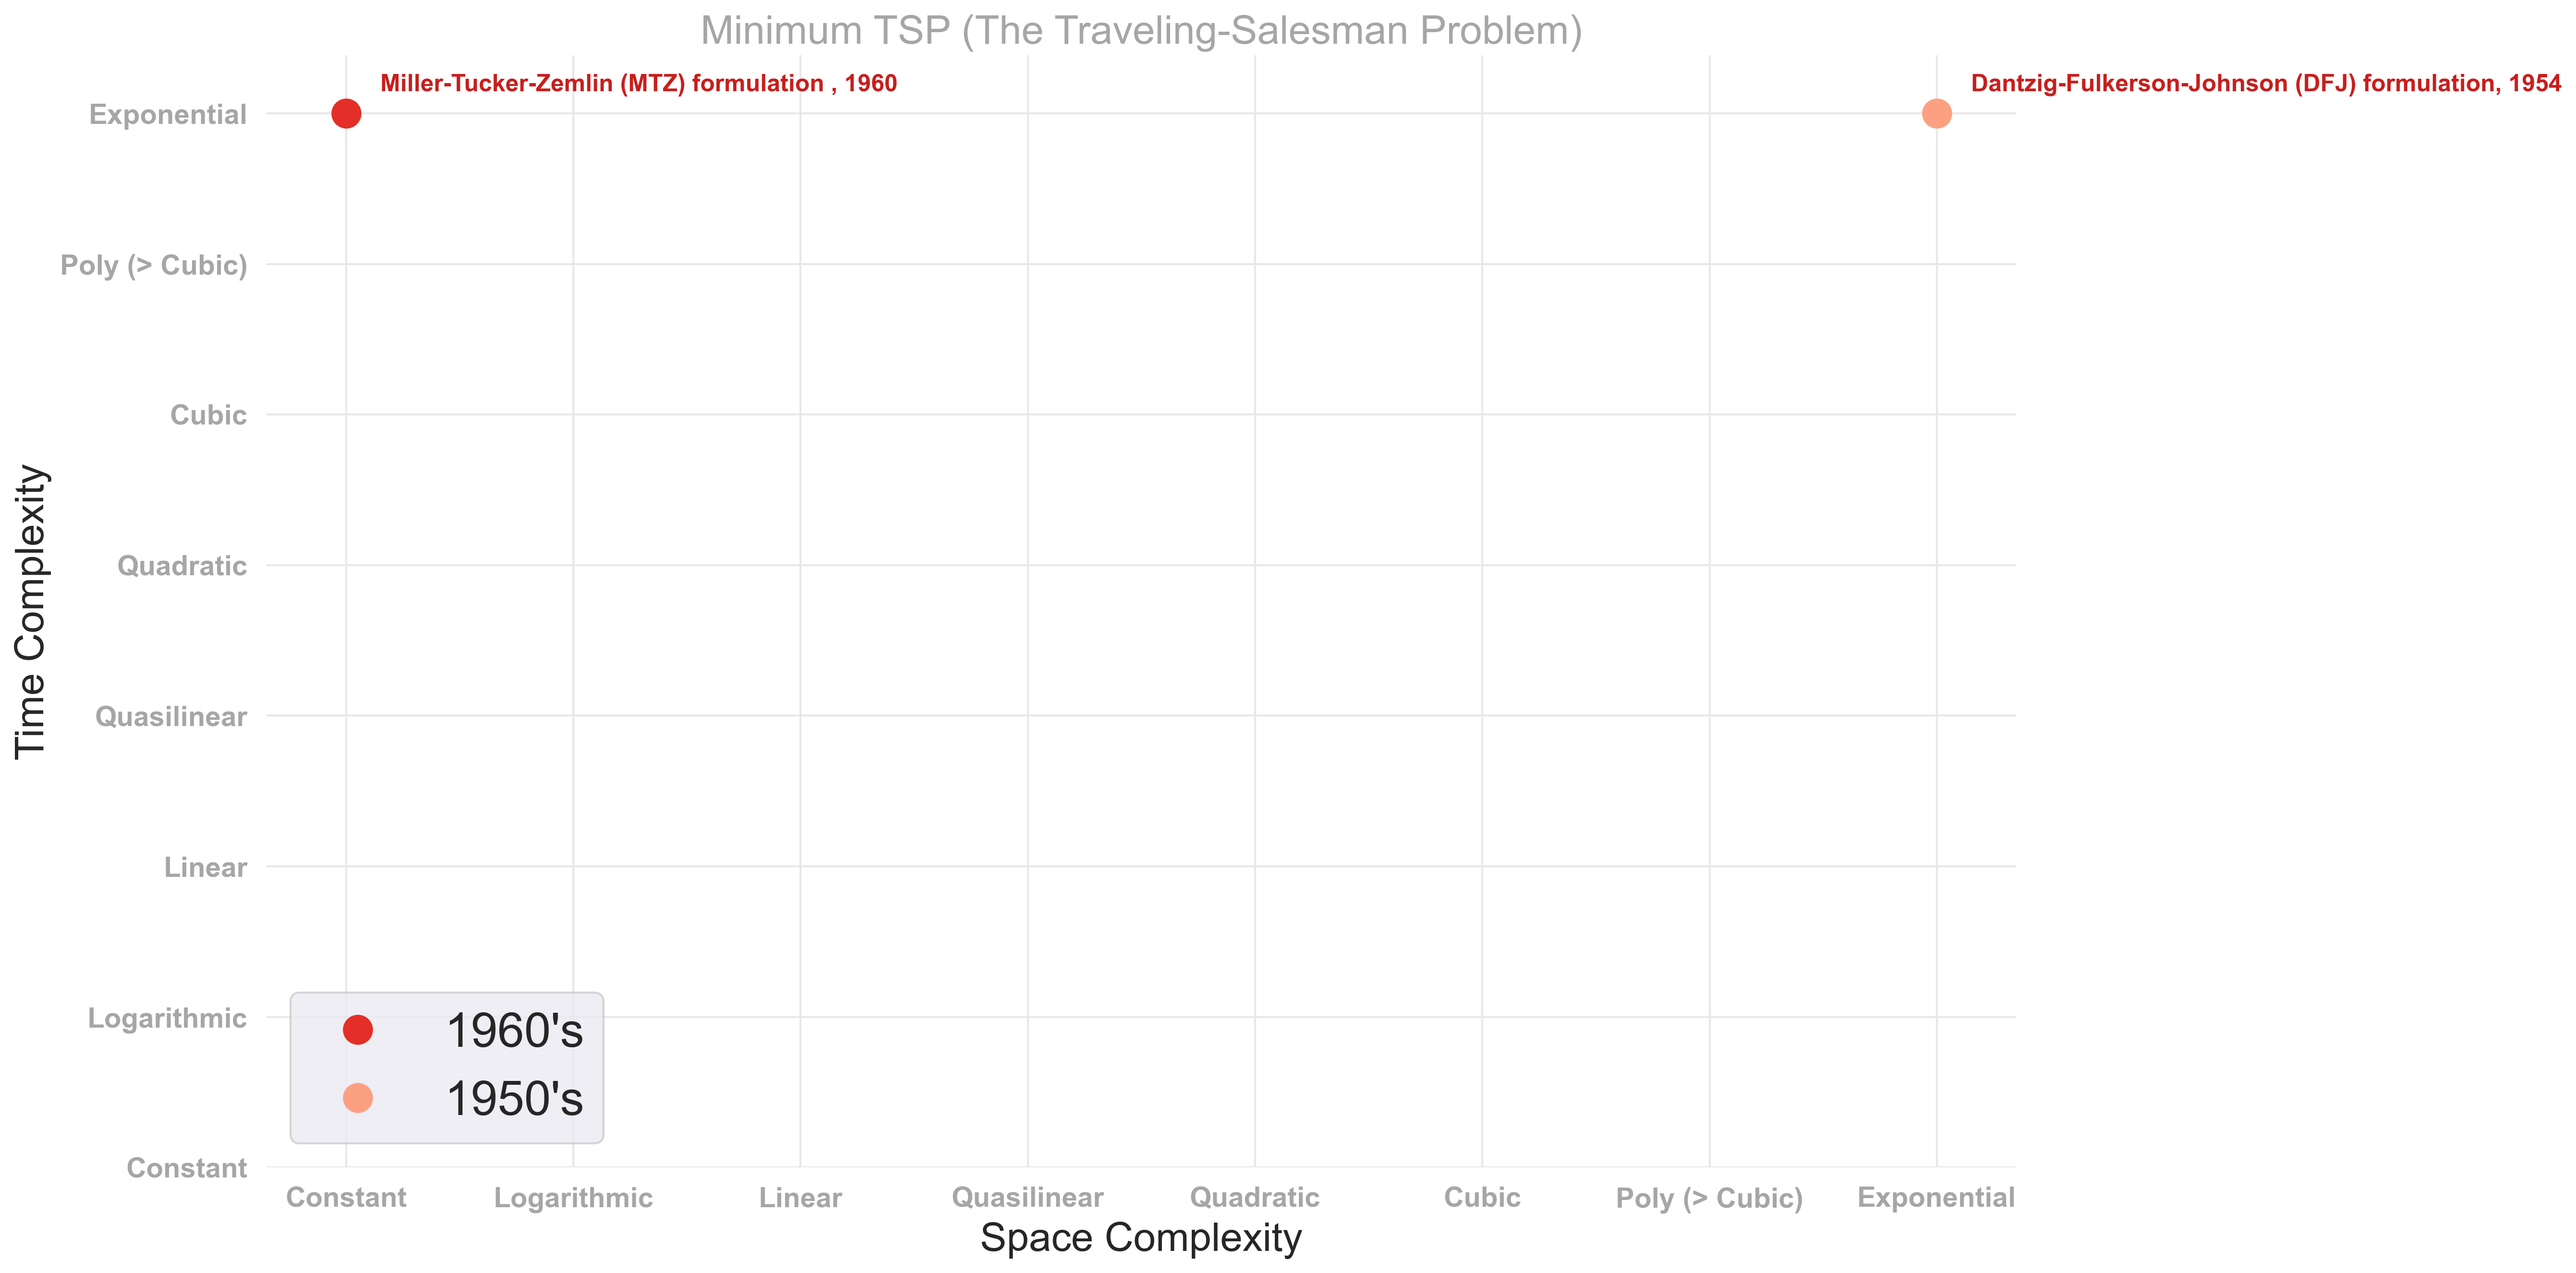 Minimum TSP (The Traveling-Salesman Problem)
Miller-Tucker-Zemlin (MTZ) formulation , 1960
Dantzig-Fulkerson-Johnson (DFJ) formulation, 1954
Time Complexity
Exponential
Poly (> Cubic)
Cubic
Quadratic
Quasilinear
Linear
Logarithmic
Constant
1960's
1950's
Constant
Logarithmic
Linear
Quasilinear
Quadratic
Cubic
Poly (> Cubic)
Exponential
Space Complexity